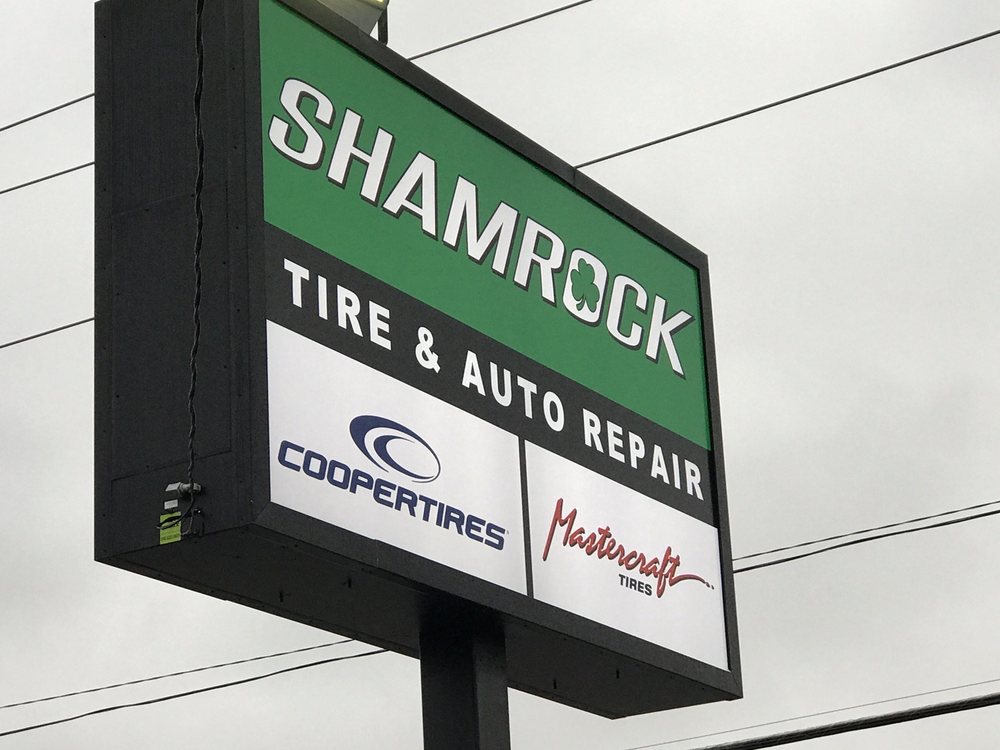 SHAMROCK
TIRE & AUTO REPAIR
COOPERTIRES
Mastercraft
TIRES